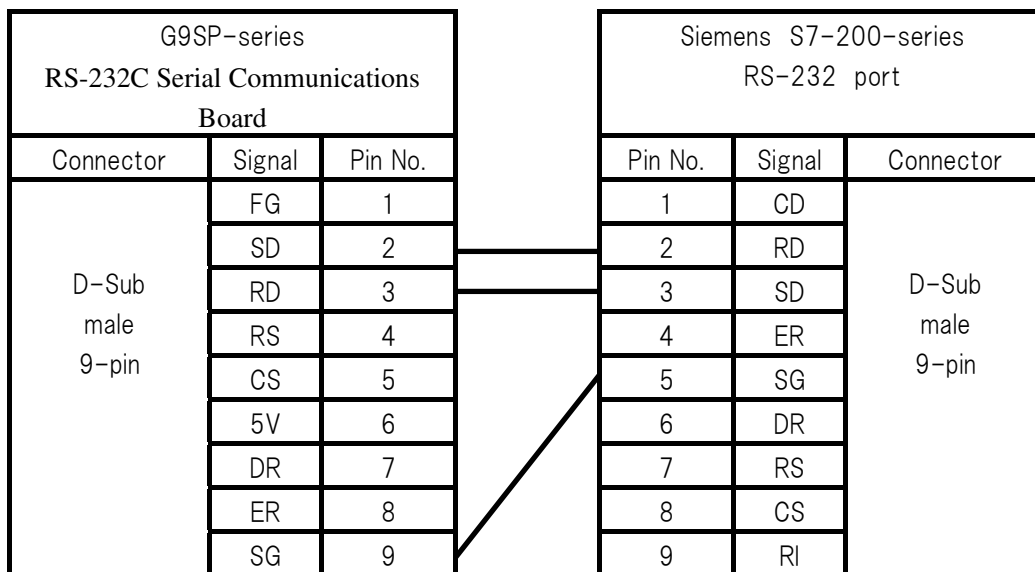 G9SP-series
RS-232C Serial Communications
Board
Connector Signal Pin No.
D-Sub
male
9-pin
FG 1
SD 2
RD 3
RS 4
CS 5
5V 6
DR 7
ER 8
SG 9
Siemens S7-200-series
RS-232 port
Pin No. Signal Connector
1 CD
2 RD
3 SD
4 ER
5 SG
6 DR
7 RS
8 CS
9 RI
D-Sub
male
9-pin